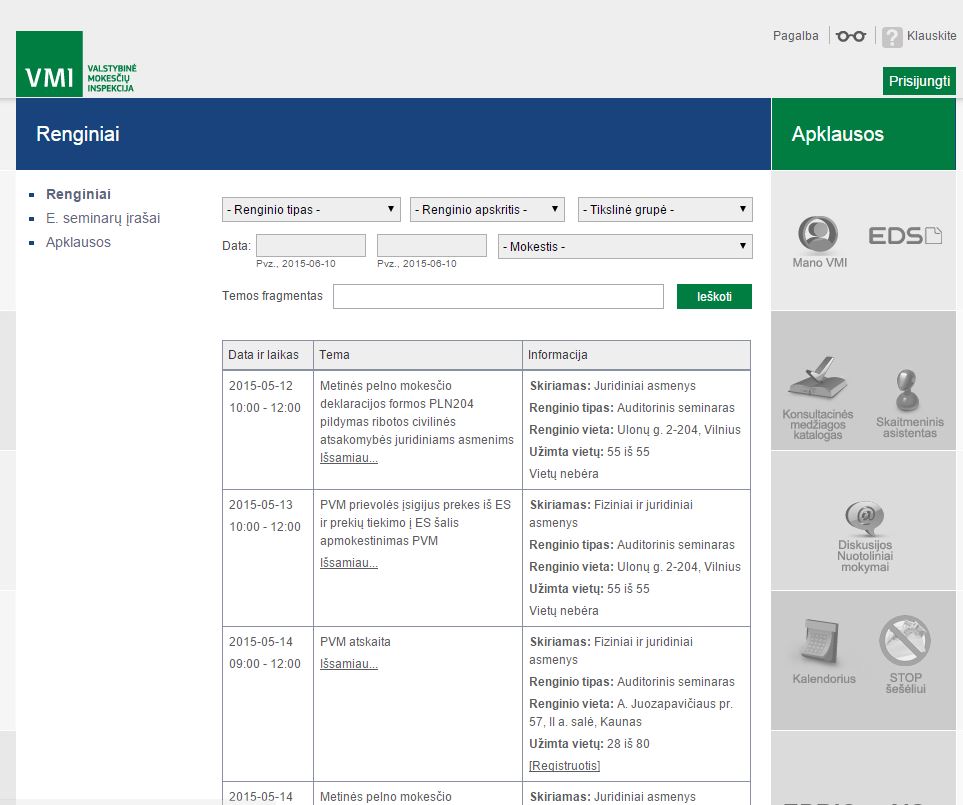 Pagalba
Klauskite
VMI VALSTYBINĖ
MOKESČIŲ
INSPEKCIJA
Prisijungti
Renginiai
Apklausos
Renginiai
E. seminarų įrašai
Apklausos
- Renginio tipas -
- Renginio apskritis -
- Tikslinė grupė -
Data:
- Mokestis -
Pvz., 2015-06-10
Pvz., 2015-06-10
Temos fragmentas
Ieškoti
Data ir laikas
Tema
Informacija
2015-05-12
10:00 - 12:00
Metinės pelno mokesčio
deklaracijos formos PLN204
pildymas ribotos civilinės
atsakomybės juridiniams asmenims
Išsamiau...
Skiriamas: Juridiniai asmenys
Renginio tipas: Auditorinis seminaras
Renginio vieta: Ulonų g. 2-204, Vilnius
Užimta vietų: 55 iš 55
Vietų nebėra
2015-05-13
10:00 - 12:00
PVM prievolės įsigijus prekes iš ES
ir prekių tiekimo į ES šalis
apmokestinimas PVM
Išsamiau...
Skiriamas: Fiziniai ir juridiniai
asmenys
Renginio tipas: Auditorinis seminaras
Renginio vieta: Ulonų g. 2-204, Vilnius
Užimta vietų: 55 iš 55
Vietų nebėra
2015-05-14
09:00 - 12:00
PVM atskaita
Išsamiau...
Skiriamas: Fiziniai ir juridiniai
asmenys
Renginio tipas: Auditorinis seminaras
Renginio vieta: A. Juozapavičiaus pr.
57, II a. salė, Kaunas
Užimta vietų: 28 iš 80
[Registruotis]
2015-05-14
Metinės pelno mokesčio
Skiriamas: Juridiniai asmenys
Mano VMI
EDS
Konsultacinės
medžiagos
katalogas
Skaitmeninis
asistentas
Diskusijos
Nuotoliniai
mokymai
Kalendorius
STOP
šešėliui